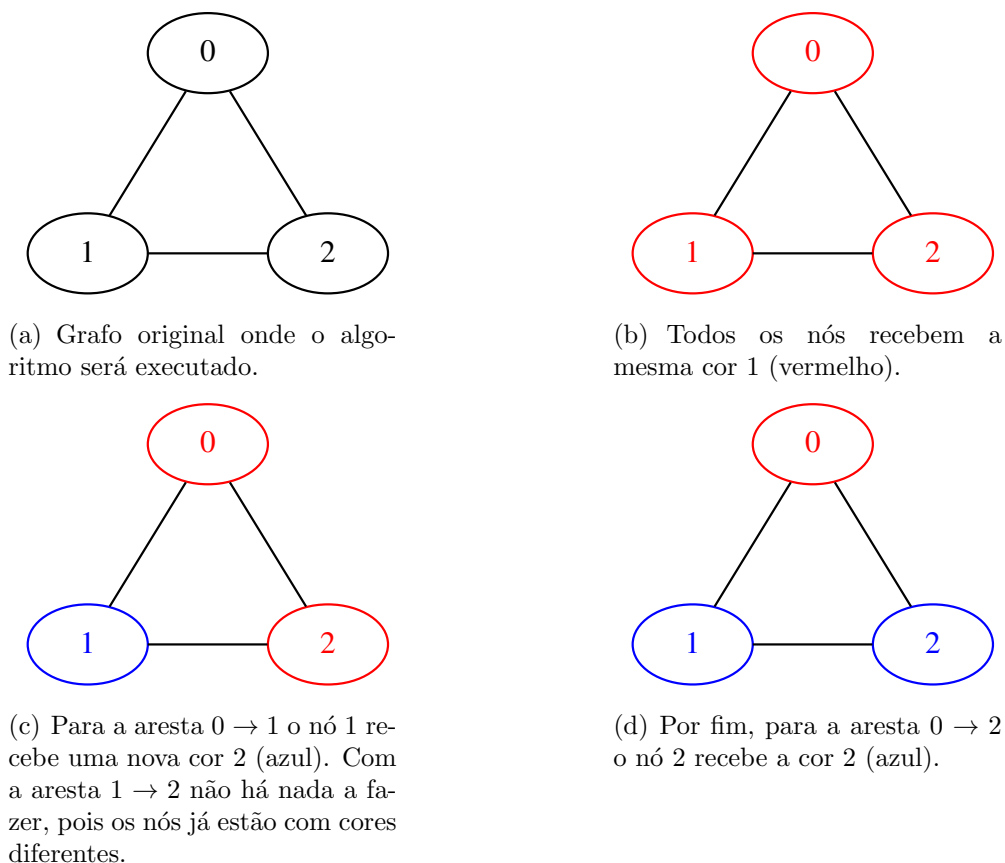 0
0
1
2
1
2
(a) Grafo original onde o algo-
ritmo será executado.
(b) Todos os nós recebem a
mesma cor 1 (vermelho).
0
0
1
2
1
2
(c) Para a aresta 0 → 1 o nó 1 re-
cebe uma nova cor 2 (azul). Com
a aresta 1 → 2 não há nada a fa-
zer, pois os nós já estão com cores
diferentes.
(d) Por fim, para a aresta 0 → 2
o nó 2 recebe a cor 2 (azul).